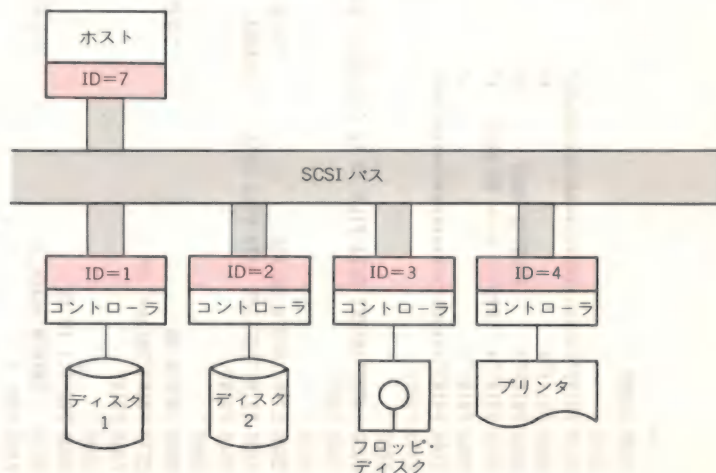 ホスト
ID=7
SCSI バス
ID=1
ID=2
ID=3
ID=4
コントローラ
コントローラ
コントローラ
コントローラ
ディスク
1
ディスク
2
フロッピ・
ディスク
プリンタ